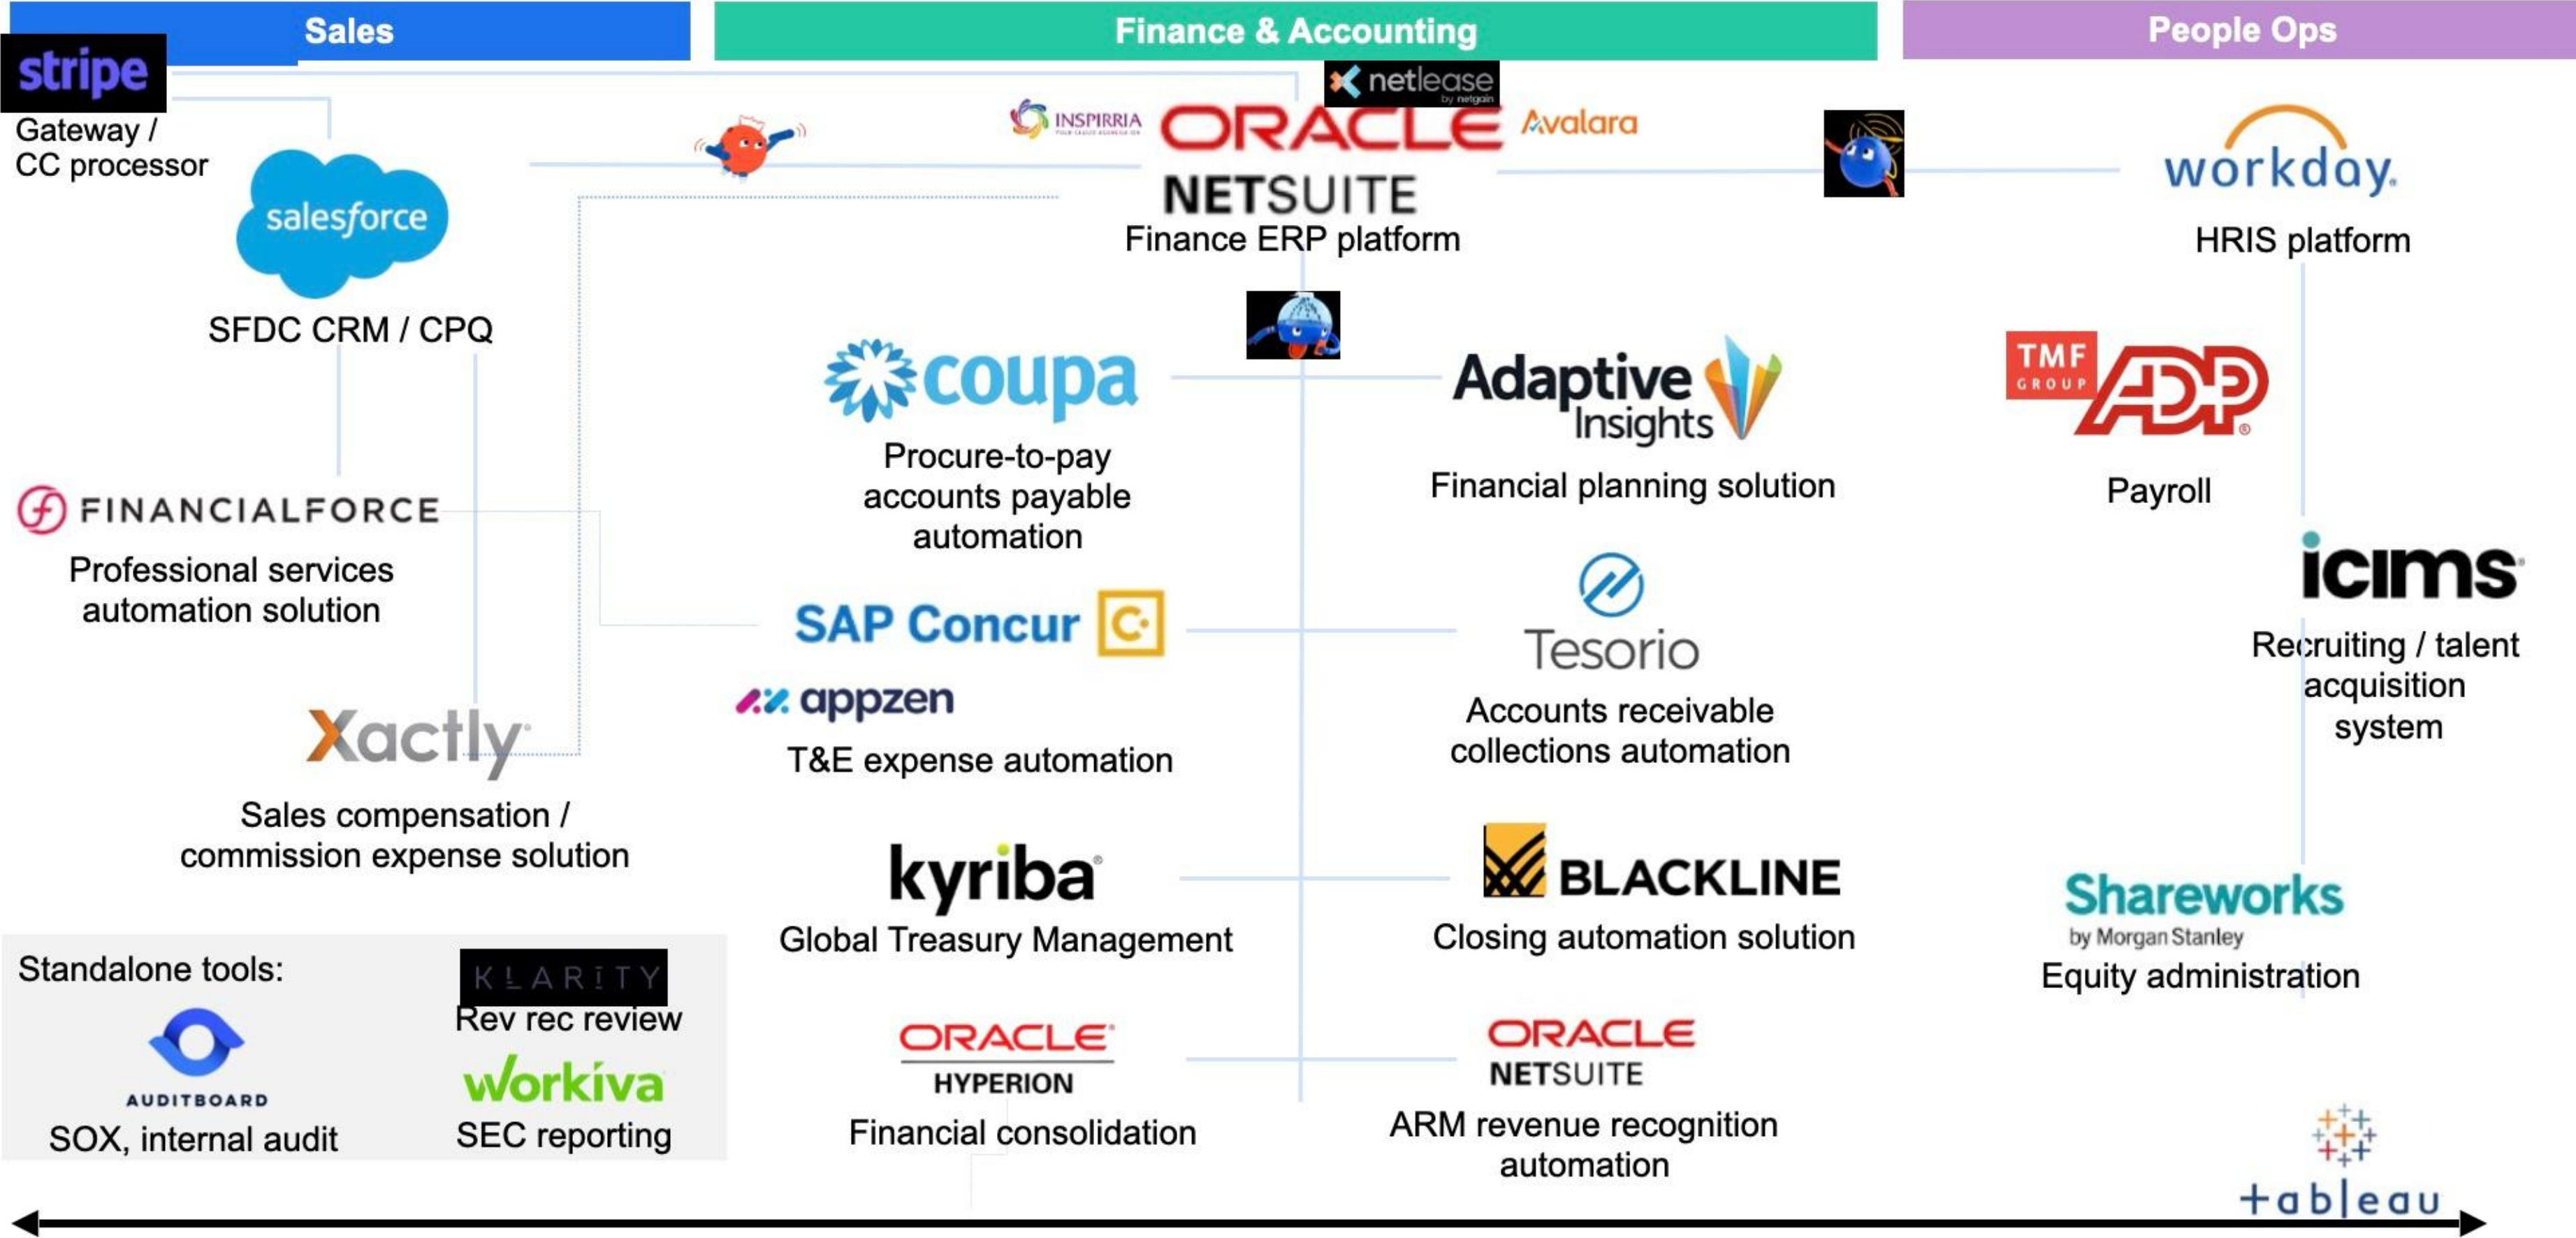 Sales
Finance & Accounting
People Ops
stripe
Gateway /
CC processor
salesforce
SFDC CRM / CPQ
FINANCIALFORCE
Professional services
automation solution
Xactly
Sales compensation /
commission expense solution
Standalone tools:
AUDITBOARD
SOX, internal audit
KLARITY
Rev rec review
workiva
SEC reporting
INSPIRRIA
netlease
by netgain
ORACLE
NETSUITE
Avalara
Finance ERP platform
coupa
Procure-to-pay
accounts payable
automation
Adaptive
Insights
Financial planning solution
SAP Concur C
appzen
T&E expense automation
Tesorio
Accounts receivable
collections automation
kyriba
Global Treasury Management
BLACKLINE
Closing automation solution
ORACLE
HYPERION
Financial consolidation
ORACLE
NETSUITE
ARM revenue recognition
automation
workday.
HRIS platform
TMF
GROUP
ADP
Payroll
icims
Recruiting / talent
acquisition
system
Shareworks
by Morgan Stanley
Equity administration
+ableau